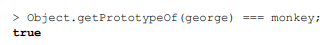 > Object.getPrototypeOf(george) === monkey;
true